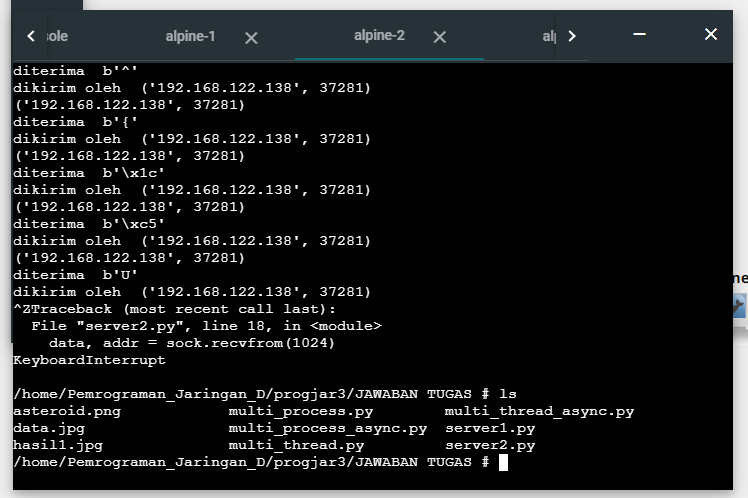 sole
alpine-1
alpine-2
diterima  b'^'
dikirim oleh  ('192.168.122.138', 37281)
('192.168.122.138', 37281)
diterima  b'{'
dikirim oleh  ('192.168.122.138', 37281)
('192.168.122.138', 37281)
diterima  b'\x1c'
dikirim oleh  ('192.168.122.138', 37281)
('192.168.122.138', 37281)
diterima  b'\xc5'
dikirim oleh  ('192.168.122.138', 37281)
('192.168.122.138', 37281)
diterima  b'U'
dikirim oleh  ('192.168.122.138', 37281)
^ZTraceback (most recent call last):
  File "server2.py", line 18, in <module>
    data, addr = sock.recvfrom(1024)
KeyboardInterrupt
/home/Pemrograman_Jaringan_D/progjar3/JAWABAN TUGAS # ls
asteroid.png            multi_process.py        multi_thread_async.py
data.jpg                multi_process_async.py  server1.py
hasil1.jpg              multi_thread.py         server2.py
/home/Pemrograman_Jaringan_D/progjar3/JAWABAN TUGAS #
ne